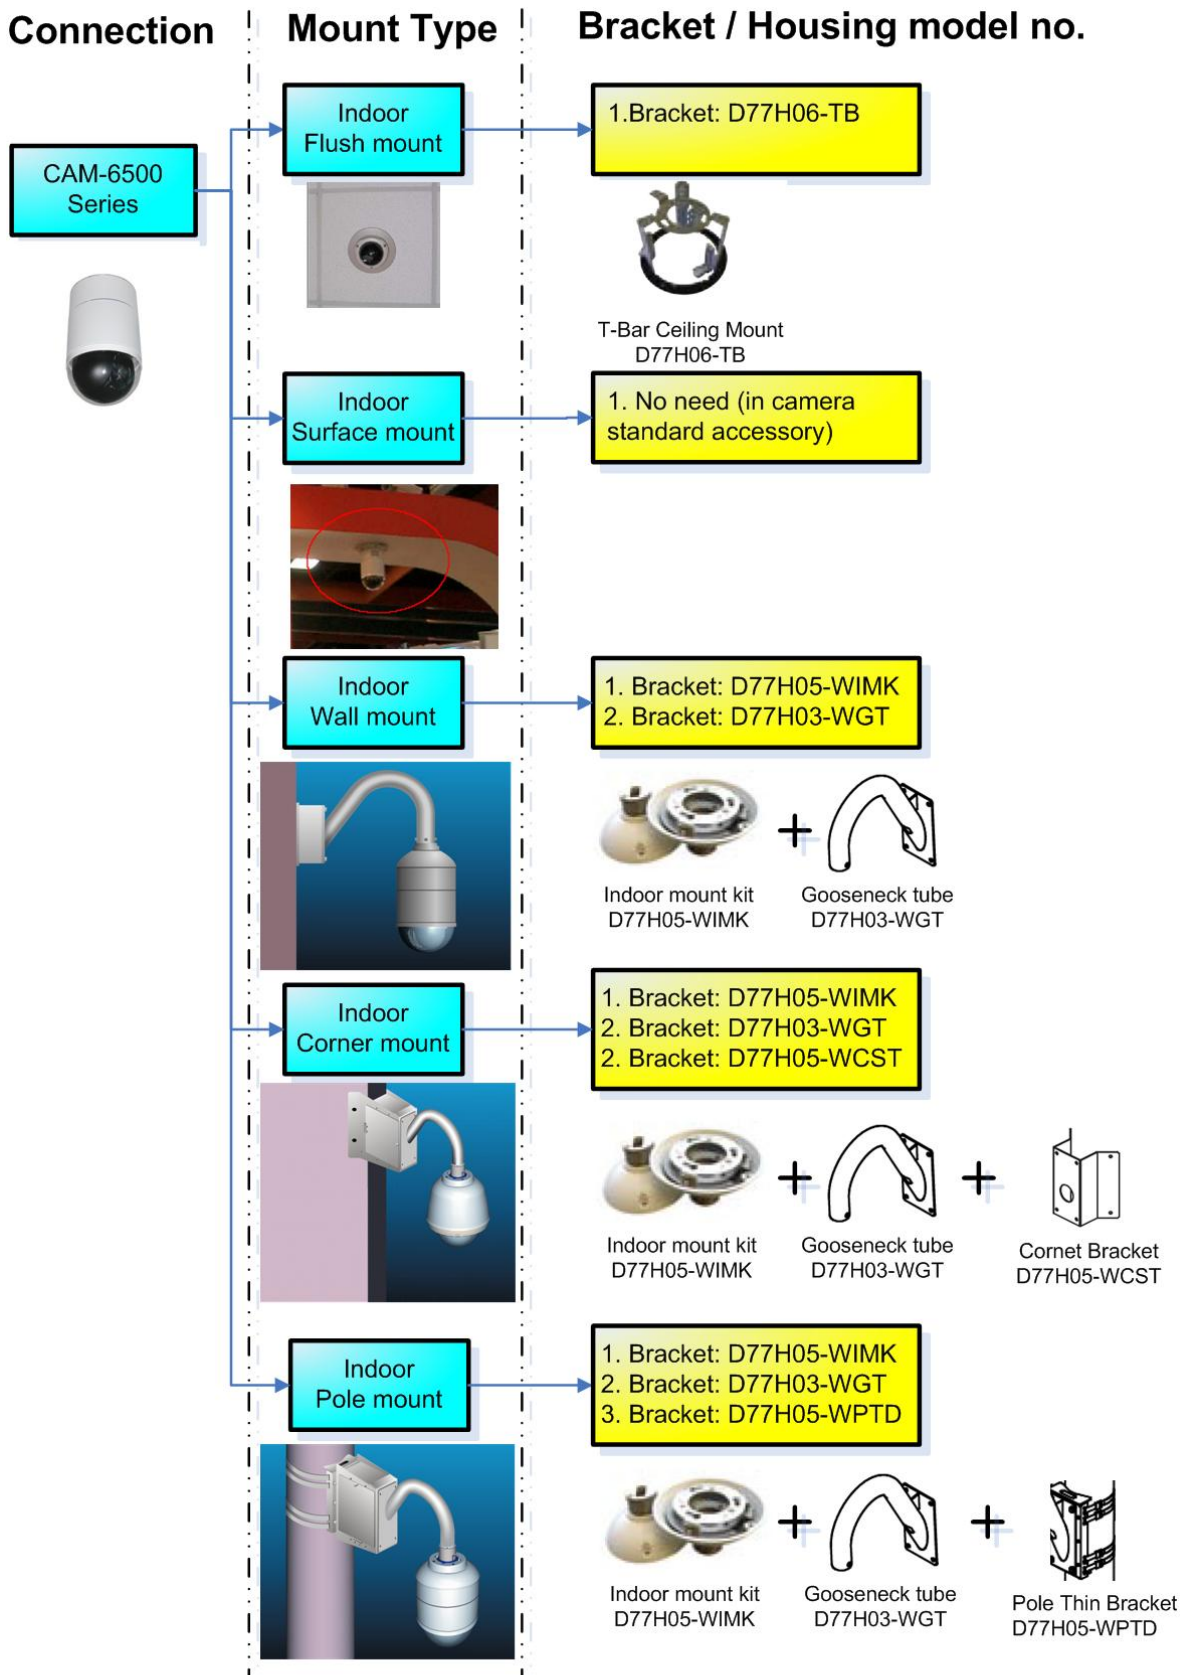 Connection
Mount Type
Bracket / Housing model no.
CAM-6500
Series
Indoor
Flush mount
1.Bracket: D77H06-TB
T-Bar Ceiling Mount
D77H06-TB
Indoor
Surface mount
1. No need (in camera
standard accessory)
Indoor
Wall mount
1. Bracket: D77H05-WIMK
2. Bracket: D77H03-WGT
Indoor mount kit
D77H05-WIMK
Gooseneck tube
D77H03-WGT
Indoor
Corner mount
1. Bracket: D77H05-WIMK
2. Bracket: D77H03-WGT
2. Bracket: D77H05-WCST
Indoor mount kit
D77H05-WIMK
Gooseneck tube
D77H03-WGT
Cornet Bracket
D77H05-WCST
Indoor
Pole mount
1. Bracket: D77H05-WIMK
2. Bracket: D77H03-WGT
3. Bracket: D77H05-WPTD
Indoor mount kit
D77H05-WIMK
Gooseneck tube
D77H03-WGT
Pole Thin Bracket
D77H05-WPTD